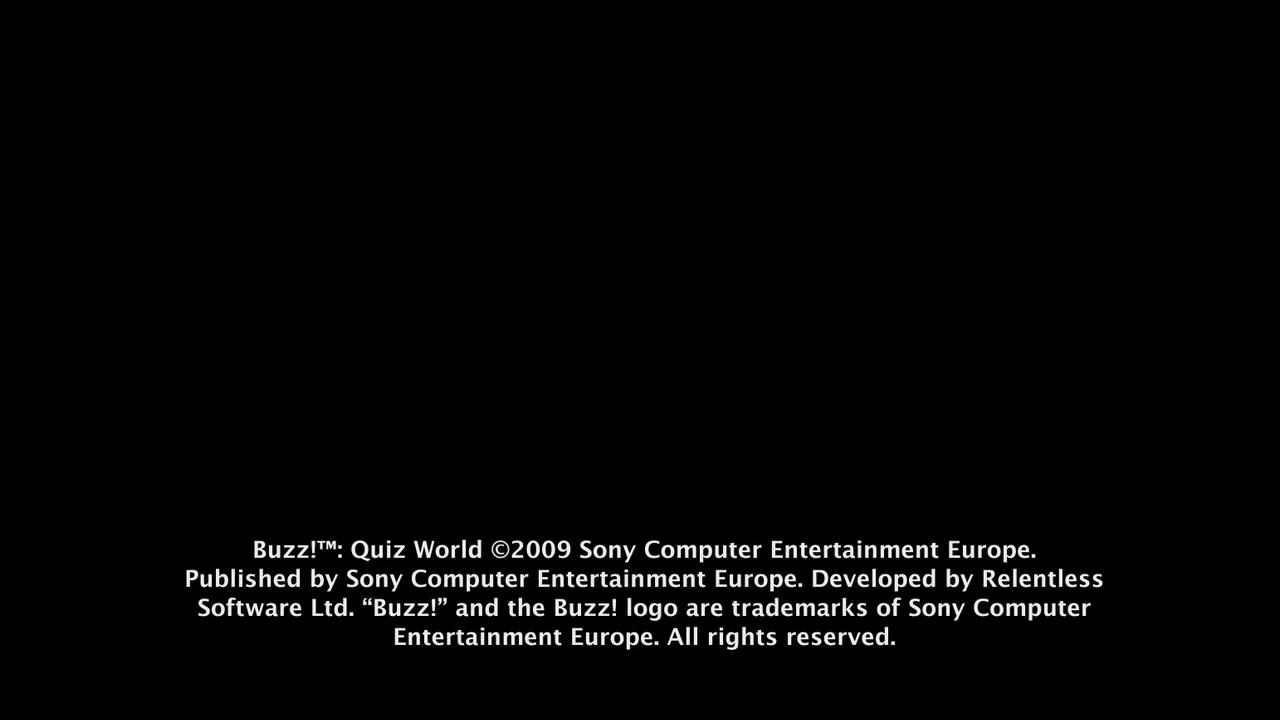 Buzz!™: Quiz World ©2009 Sony Computer Entertainment Europe.
Published by Sony Computer Entertainment Europe. Developed by Relentless
Software Ltd. “Buzz!” and the Buzz! logo are trademarks of Sony Computer
Entertainment Europe. All rights reserved.